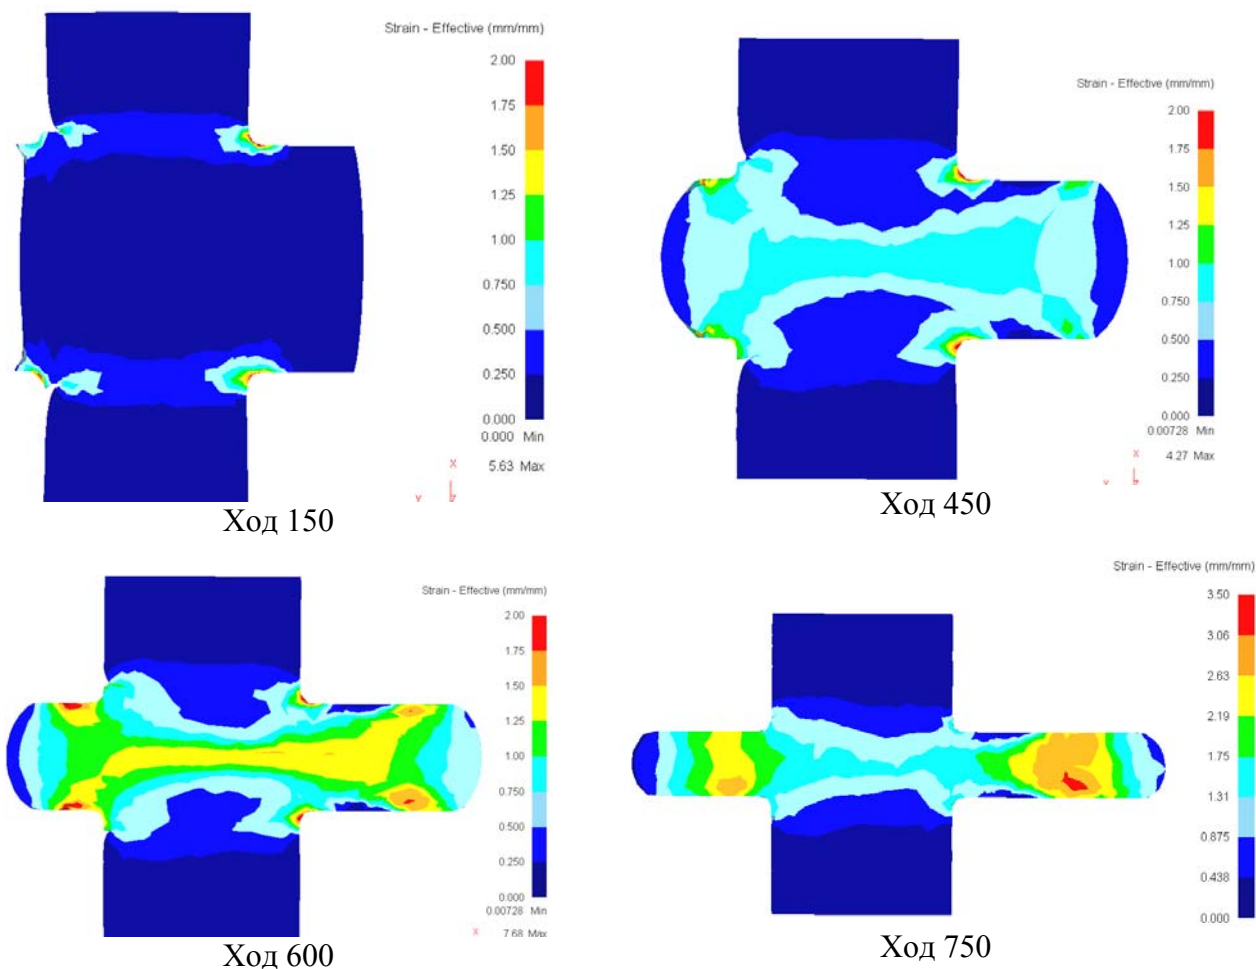 Strain - Effective (mm/mm)
2.00
1.75
1.50
1.25
1.00
0.750
0.500
0.250
0.000
0.000 Min
X
5.63 Max
Y
Z
Ход 150
Strain - Effective (mm/mm)
2.00
1.75
1.50
1.25
1.00
0.750
0.500
0.250
0.000
0.00728 Min
X
4.27 Max
Ход 450
Strain - Effective (mm/mm)
2.00
1.75
1.50
1.25
1.00
0.750
0.500
0.250
0.000
0.00728 Min
X
7.68 Max
Ход 600
Strain - Effective (mm/mm)
3.50
3.06
2.63
2.19
1.75
1.31
0.875
0.438
0.000
Ход 750